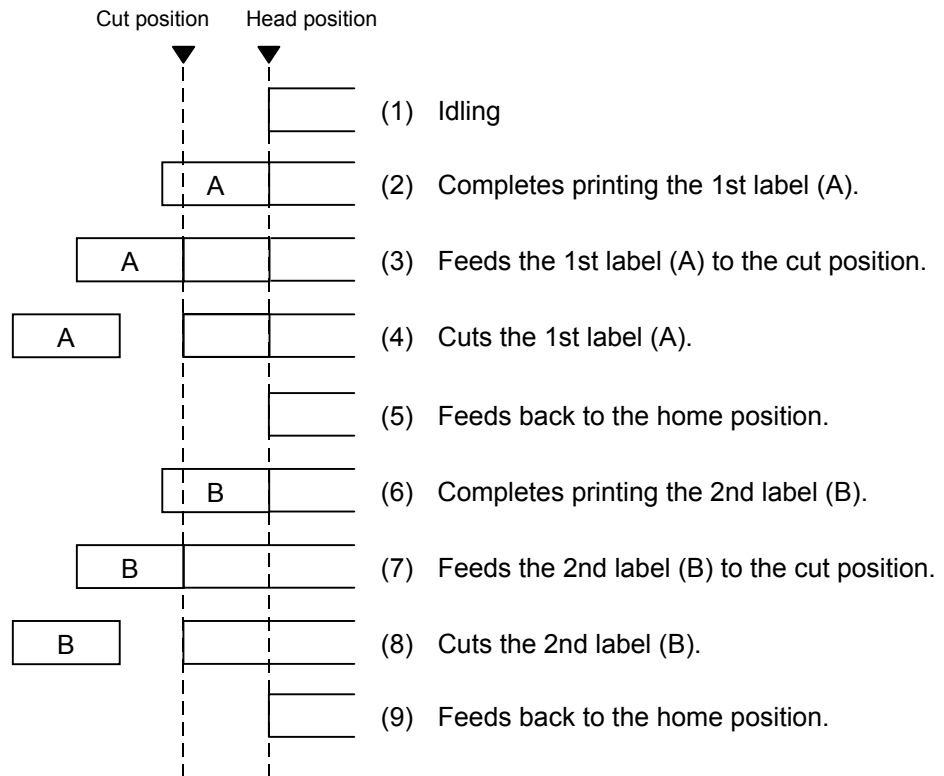 Cut position Head position
(1) Idling
A (2) Completes printing the 1st label (A).
A (3) Feeds the 1st label (A) to the cut position.
A (4) Cuts the 1st label (A).
(5) Feeds back to the home position.
B (6) Completes printing the 2nd label (B).
B (7) Feeds the 2nd label (B) to the cut position.
B (8) Cuts the 2nd label (B).
(9) Feeds back to the home position.